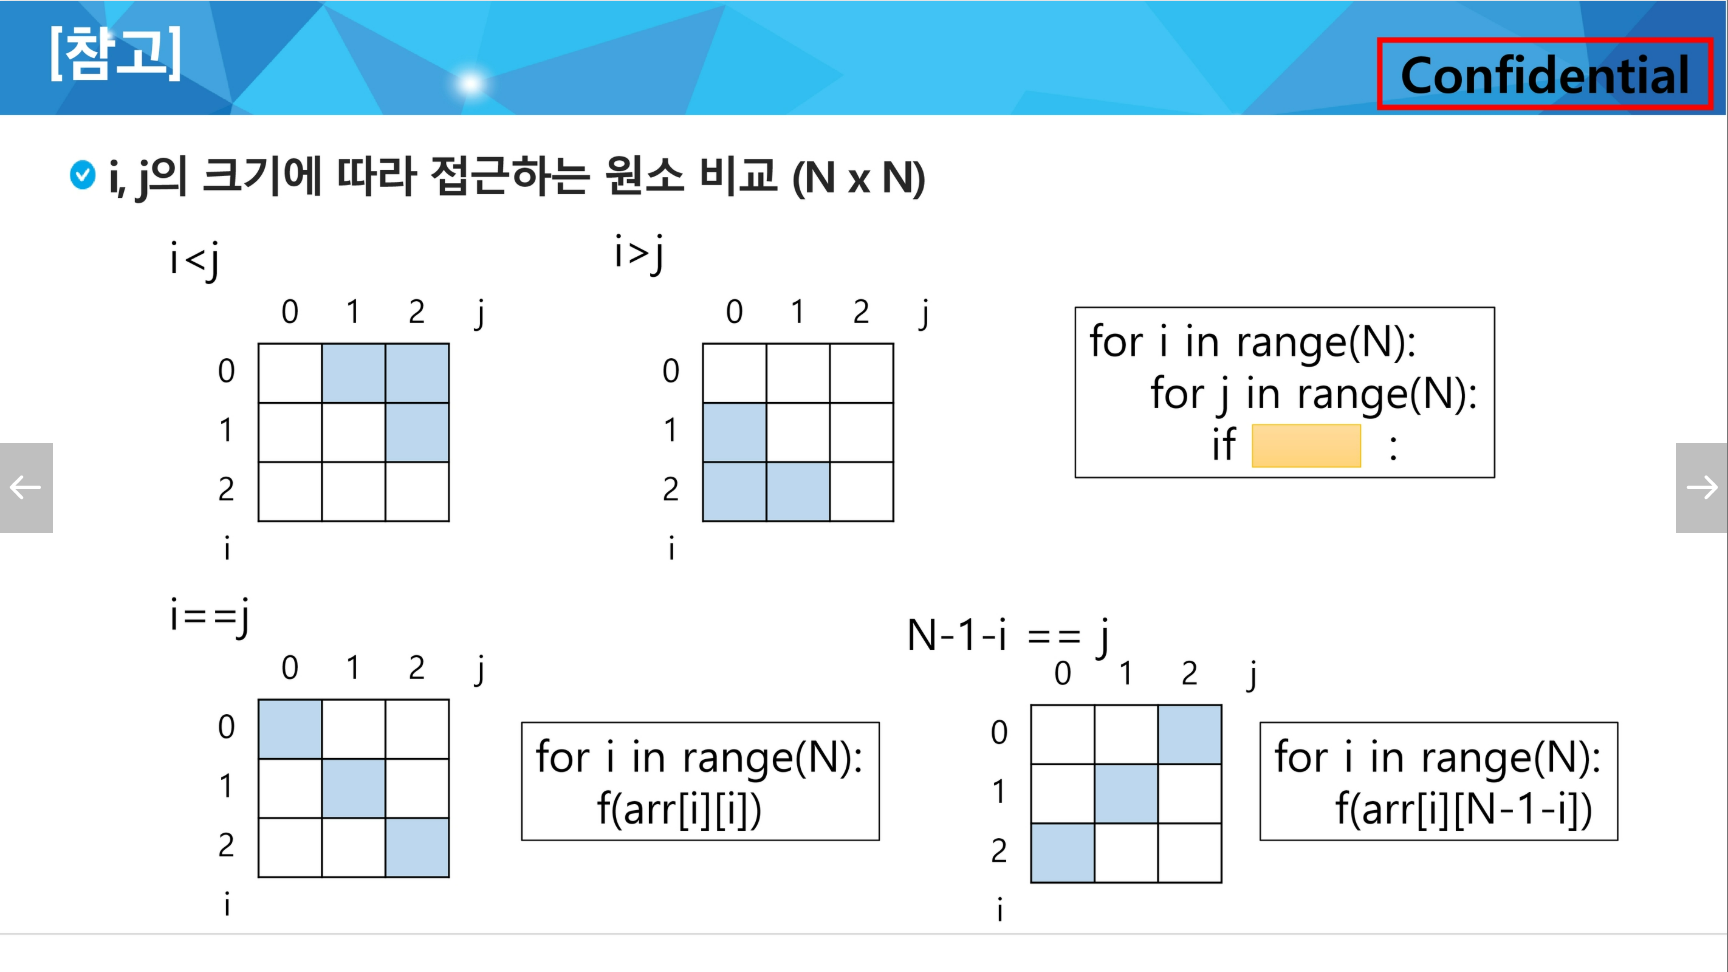 [참고]
Confidential
i, j의 크기에 따라 접근하는 원소 비교 (N x N)
i<j
0 1 2 j
0
1
2
i
i>j
0 1 2 j
0
1
2
i
for i in range(N):
for j in range(N):
if :
i==j
0 1 2 j
0
1
2
i
for i in range(N):
f(arr[i][i])
N-1-i == j
0 1 2 j
0
1
2
i
for i in range(N):
f(arr[i][N-1-i])